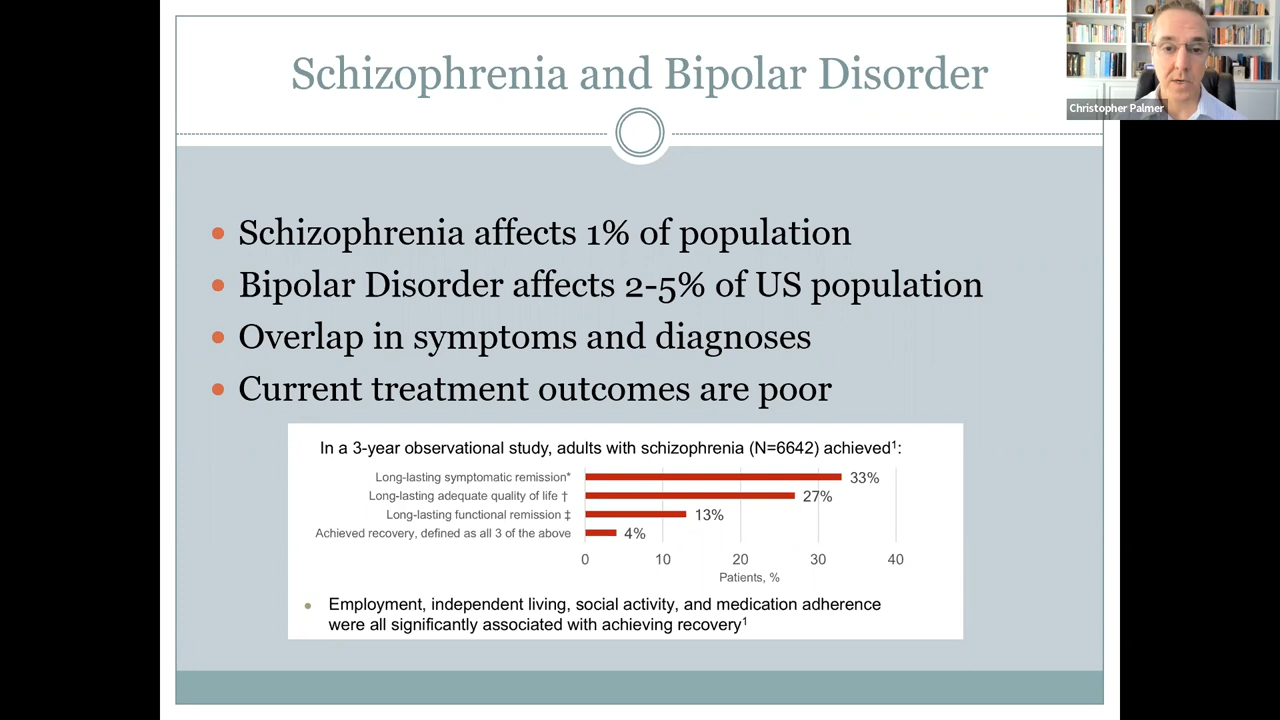 Schizophrenia and Bipolar Disorder
Christopher Palmer
• Schizophrenia affects 1% of population
• Bipolar Disorder affects 2-5% of US population
• Overlap in symptoms and diagnoses
• Current treatment outcomes are poor
In a 3-year observational study, adults with schizophrenia (N=6642) achieved¹:
Long-lasting symptomatic remission* 33%
Long-lasting adequate quality of life † 27%
Long-lasting functional remission ‡ 13%
Achieved recovery, defined as all 3 of the above 4%
0 10 20 30 40
Patients, %
• Employment, independent living, social activity, and medication adherence
were all significantly associated with achieving recovery¹